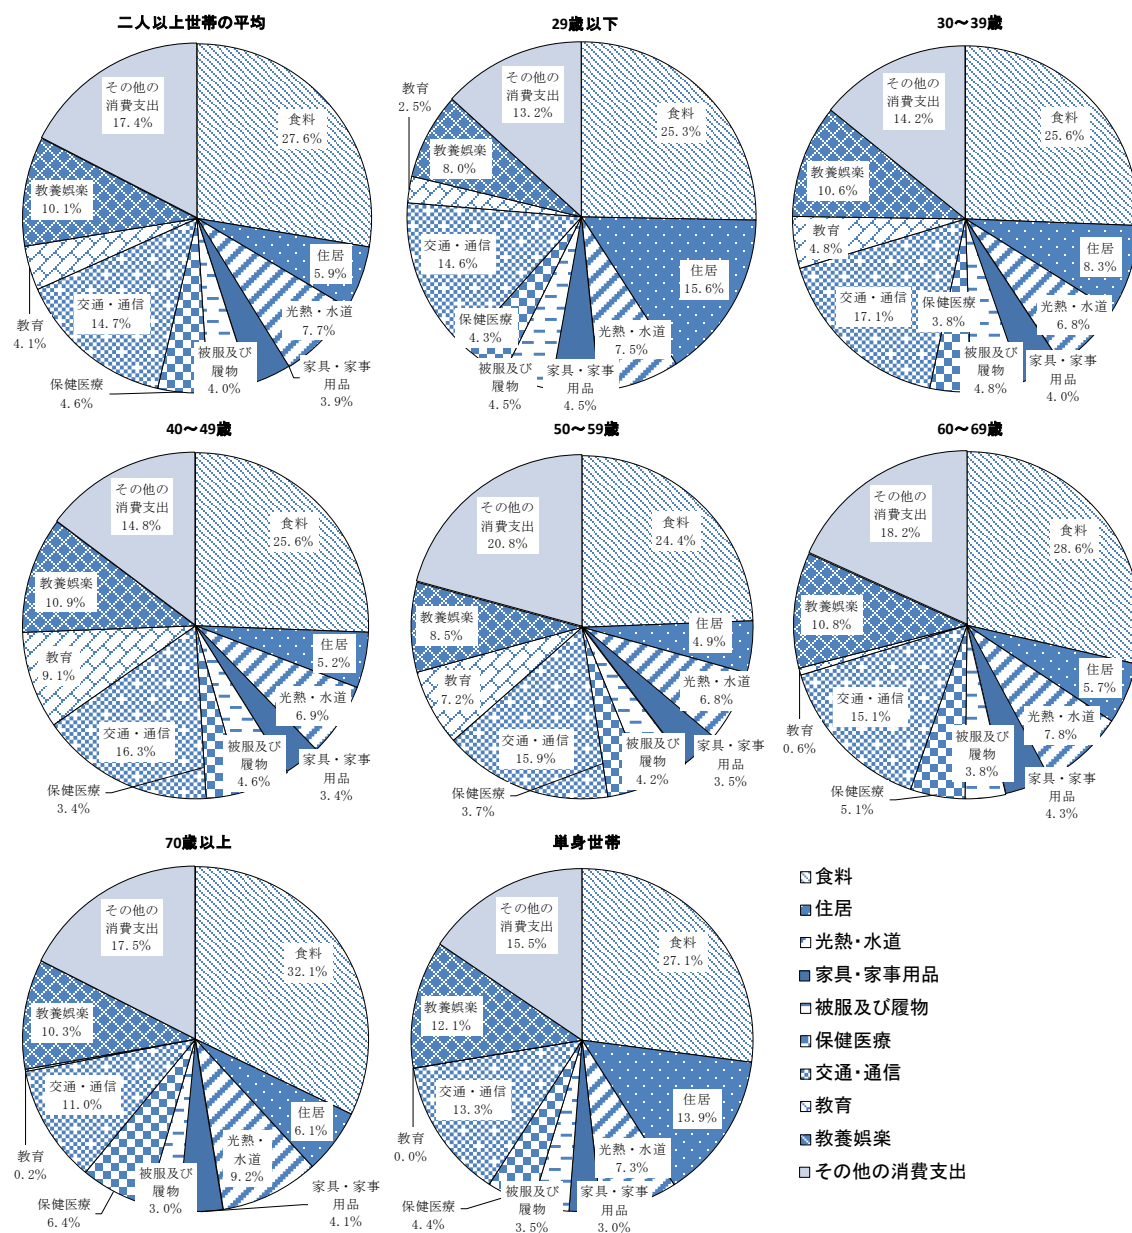 二人以上世帯の平均
食料
27.6%
住居
5.9%
光熱・水道
7.7%
家具・家事
用品
3.9%
被服及び
履物
4.0%
保健医療
4.6%
交通・通信
14.7%
教育
4.1%
教養娯楽
10.1%
その他の
消費支出
17.4%
29歳以下
食料
25.3%
住居
15.6%
光熱・水道
7.5%
家具・家事
用品
4.5%
被服及び
履物
4.5%
保健医療
4.3%
交通・通信
14.6%
教育
2.5%
教養娯楽
8.0%
その他の
消費支出
13.2%
30～39歳
食料
25.6%
住居
8.3%
光熱・水道
6.8%
家具・家事
用品
4.0%
被服及び
履物
4.8%
保健医療
3.8%
交通・通信
17.1%
教育
4.8%
教養娯楽
10.6%
その他の
消費支出
14.2%
40～49歳
食料
25.6%
住居
5.2%
光熱・水道
6.9%
家具・家事
用品
3.4%
被服及び
履物
4.6%
保健医療
3.4%
交通・通信
16.3%
教育
9.1%
教養娯楽
10.9%
その他の
消費支出
14.8%
50～59歳
食料
24.4%
住居
4.9%
光熱・水道
6.8%
家具・家事
用品
3.5%
被服及び
履物
4.2%
保健医療
3.7%
交通・通信
15.9%
教育
7.2%
教養娯楽
8.5%
その他の
消費支出
20.8%
60～69歳
食料
28.6%
住居
5.7%
光熱・水道
7.8%
家具・家事
用品
4.3%
被服及び
履物
3.8%
保健医療
5.1%
交通・通信
15.1%
教育
0.6%
教養娯楽
10.8%
その他の
消費支出
18.2%
70歳以上
食料
32.1%
住居
6.1%
光熱・
水道
9.2%
家具・家事
用品
4.1%
被服及び
履物
3.0%
保健医療
6.4%
交通・通信
11.0%
教育
0.2%
教養娯楽
10.3%
その他の
消費支出
17.5%
単身世帯
食料
27.1%
住居
13.9%
光熱・水道
7.3%
家具・家事
用品
3.0%
被服及び
履物
3.5%
保健医療
4.4%
交通・通信
13.3%
教育
0.0%
教養娯楽
12.1%
その他の
消費支出
15.5%
食料
住居
光熱・水道
家具・家事用品
被服及び履物
保健医療
交通・通信
教育
教養娯楽
その他の消費支出